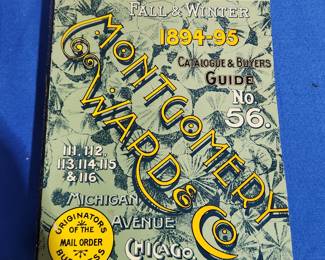 FALL & WINTER
1894-95
CATALOGUE & BUYERS
GUIDE
No.
56.
MONTGOMERY
WARD & Co.
111, 112,
113, 114, 115
& 116
MICHIGAN
AVENUE
CHICAGO
ORIGINATORS
OF THE
MAIL ORDER
BUSINESS